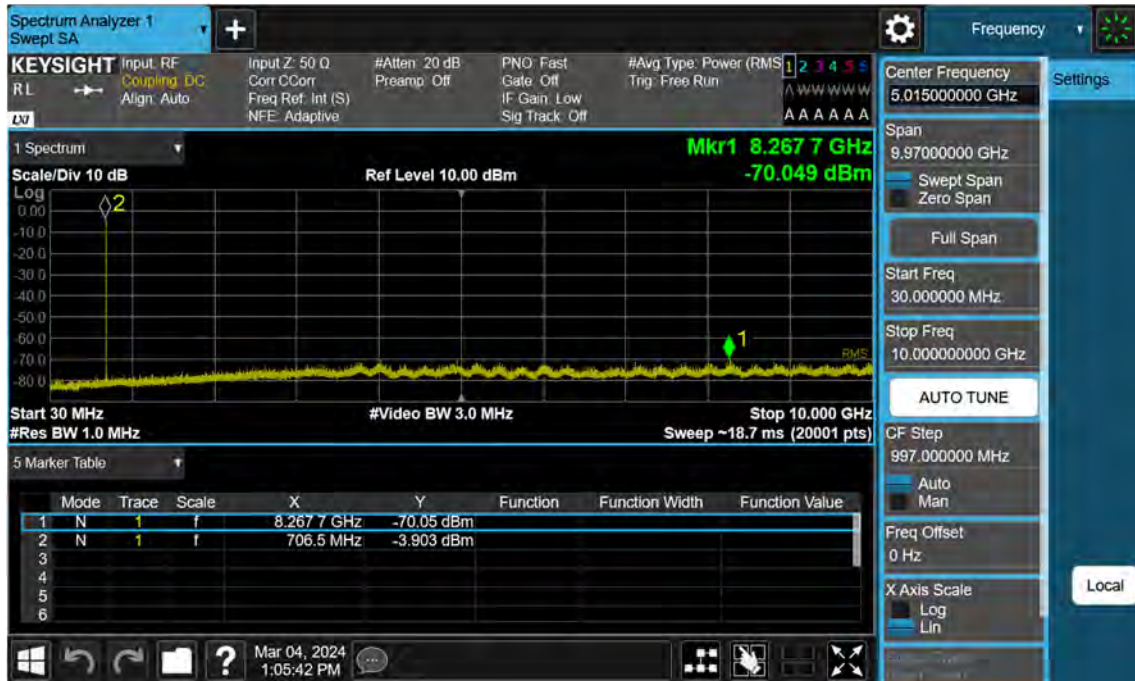 Spectrum Analyzer 1
Swept SA
Frequency
KEYSIGHT
RL
LXI
Input: RF
Coupling: DC
Align: Auto
Input Z: 50 Ω
Corr CCorr
Freq Ref: Int (S)
NFE: Adaptive
#Atten: 20 dB
Preamp: Off
PNO: Fast
Gate: Off
IF Gain: Low
Sig Track: Off
#Avg Type: Power (RMS
Trig: Free Run
1 2 3 4 5 6
A W W W W W
A A A A A A
1 Spectrum
Scale/Div 10 dB
Ref Level 10.00 dBm
Mkr1 8.267 7 GHz
-70.049 dBm
Log
0.00
-10.0
-20.0
-30.0
-40.0
-50.0
-60.0
-70.0
-80.0
2
1
RMS
Start 30 MHz
#Res BW 1.0 MHz
#Video BW 3.0 MHz
Stop 10.000 GHz
Sweep ~18.7 ms (20001 pts)
5 Marker Table
Mode Trace Scale X Y Function Function Width Function Value
1 N 1 f 8.267 7 GHz -70.05 dBm
2 N 1 f 706.5 MHz -3.903 dBm
3
4
5
6
Mar 04, 2024
1:05:42 PM
Center Frequency
5.015000000 GHz
Span
9.97000000 GHz
Swept Span
Zero Span
Full Span
Start Freq
30.000000 MHz
Stop Freq
10.000000000 GHz
AUTO TUNE
CF Step
997.000000 MHz
Auto
Man
Freq Offset
0 Hz
X Axis Scale
Log
Lin
Settings
Local